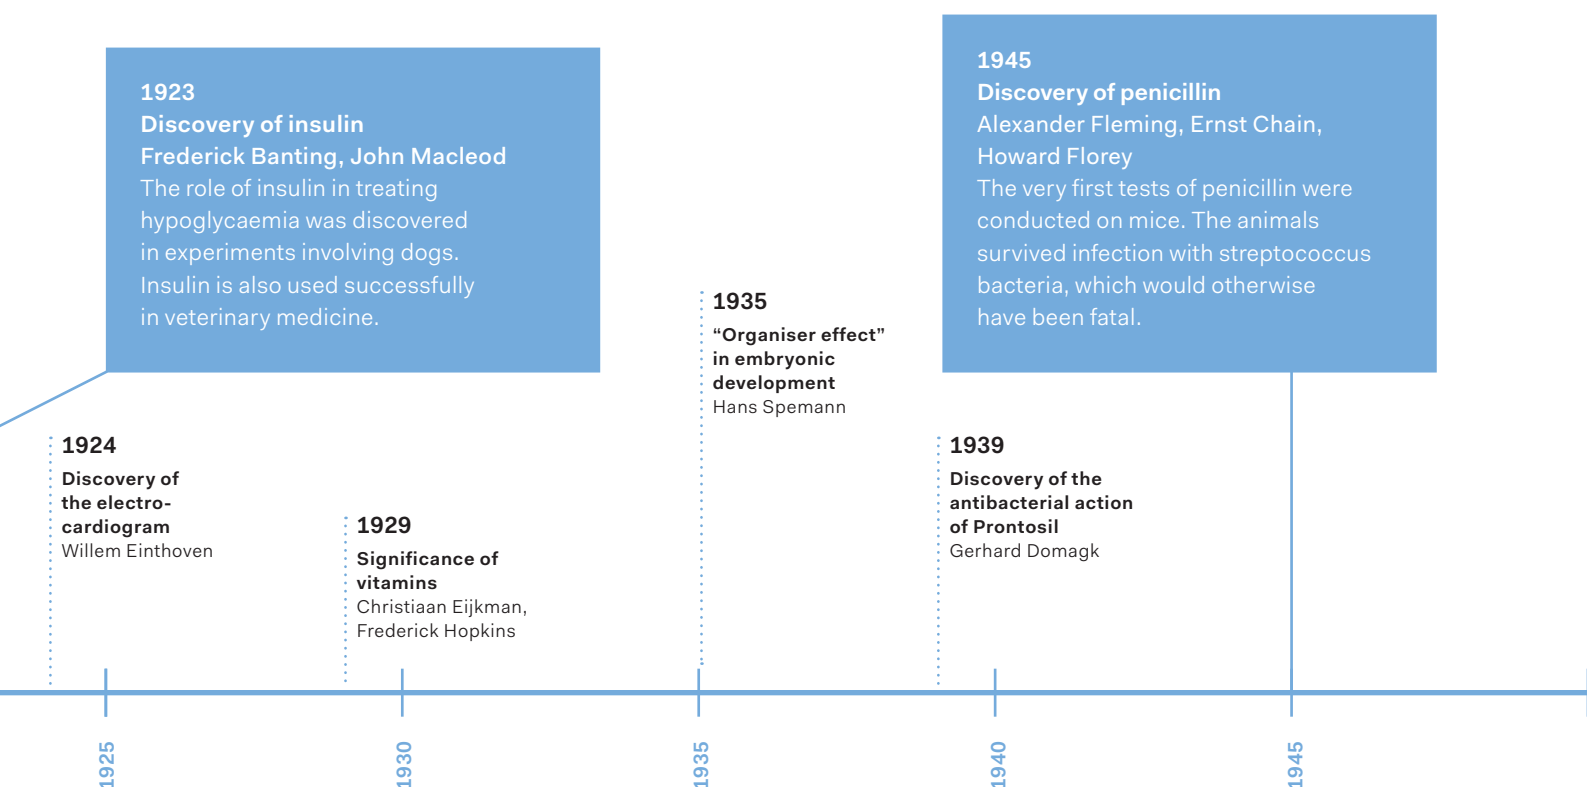 1923
Discovery of insulin
Frederick Banting, John Macleod
The role of insulin in treating
hypoglycaemia was discovered
in experiments involving dogs.
Insulin is also used successfully
in veterinary medicine.
1945
Discovery of penicillin
Alexander Fleming, Ernst Chain,
Howard Florey
The very first tests of penicillin were
conducted on mice. The animals
survived infection with streptococcus
bacteria, which would otherwise
have been fatal.
1924
Discovery of
the electro-
cardiogram
Willem Einthoven
1929
Significance of
vitamins
Christiaan Eijkman,
Frederick Hopkins
1935
“Organiser effect”
in embryonic
development
Hans Spemann
1939
Discovery of the
antibacterial action
of Prontosil
Gerhard Domagk
1925
1930
1935
1940
1945